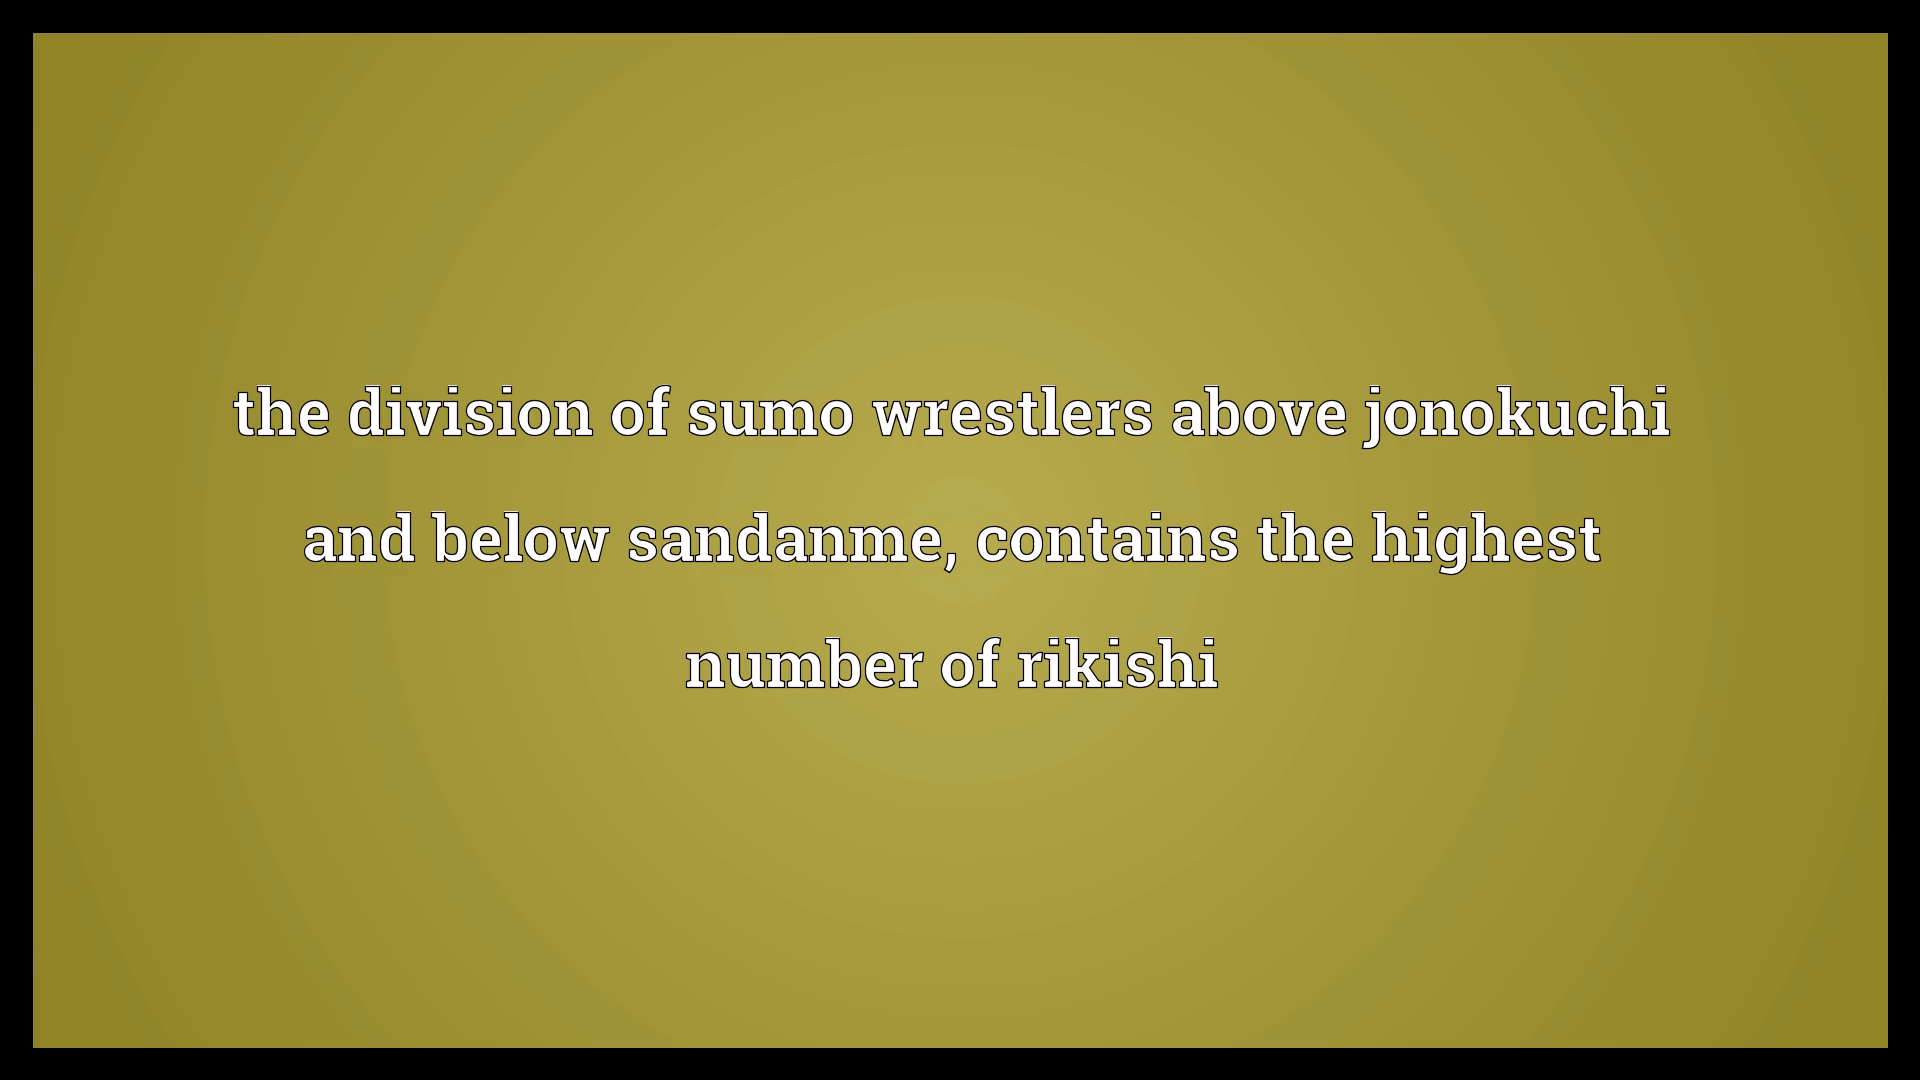 the division of sumo wrestlers above jonokuchi
and below sandanme, contains the highest
number of rikishi